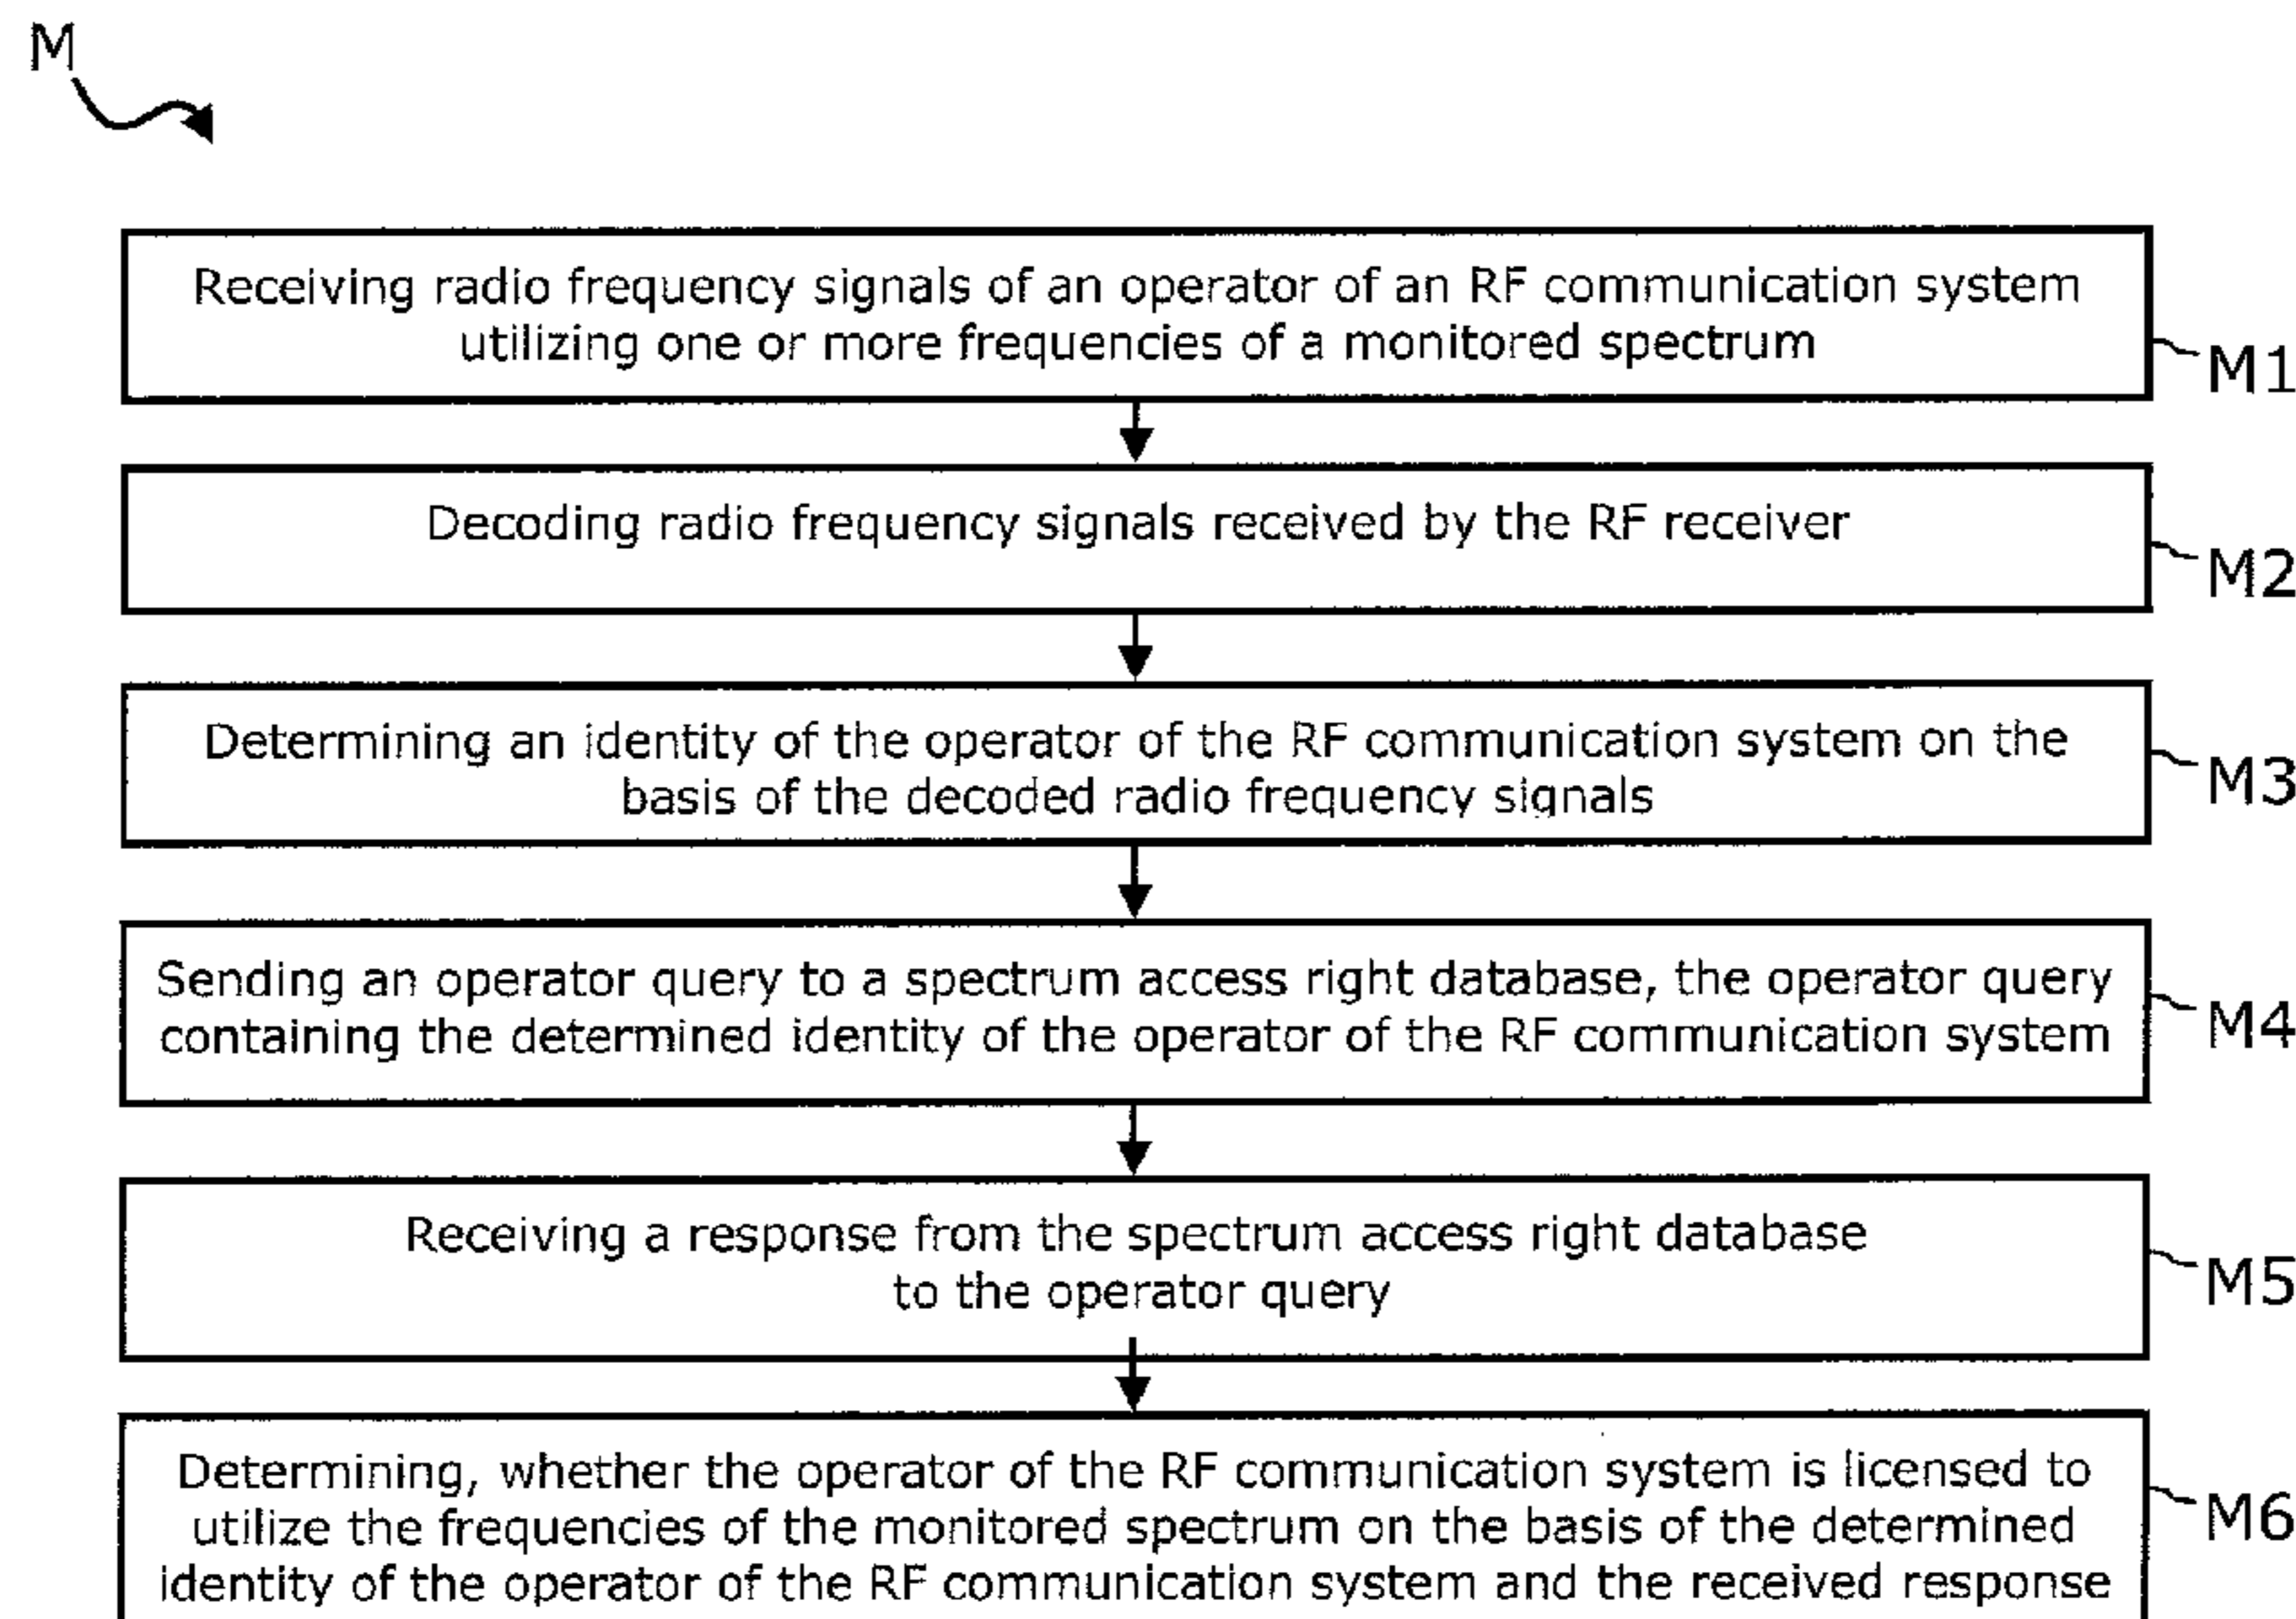 M
Receiving radio frequency signals of an operator of an RF communication system
utilizing one or more frequencies of a monitored spectrum
M1
Decoding radio frequency signals received by the RF receiver
M2
Determining an identity of the operator of the RF communication system on the
basis of the decoded radio frequency signals
M3
Sending an operator query to a spectrum access right database, the operator query
containing the determined identity of the operator of the RF communication system
M4
Receiving a response from the spectrum access right database
to the operator query
M5
Determining, whether the operator of the RF communication system is licensed to
utilize the frequencies of the monitored spectrum on the basis of the determined
identity of the operator of the RF communication system and the received response
M6